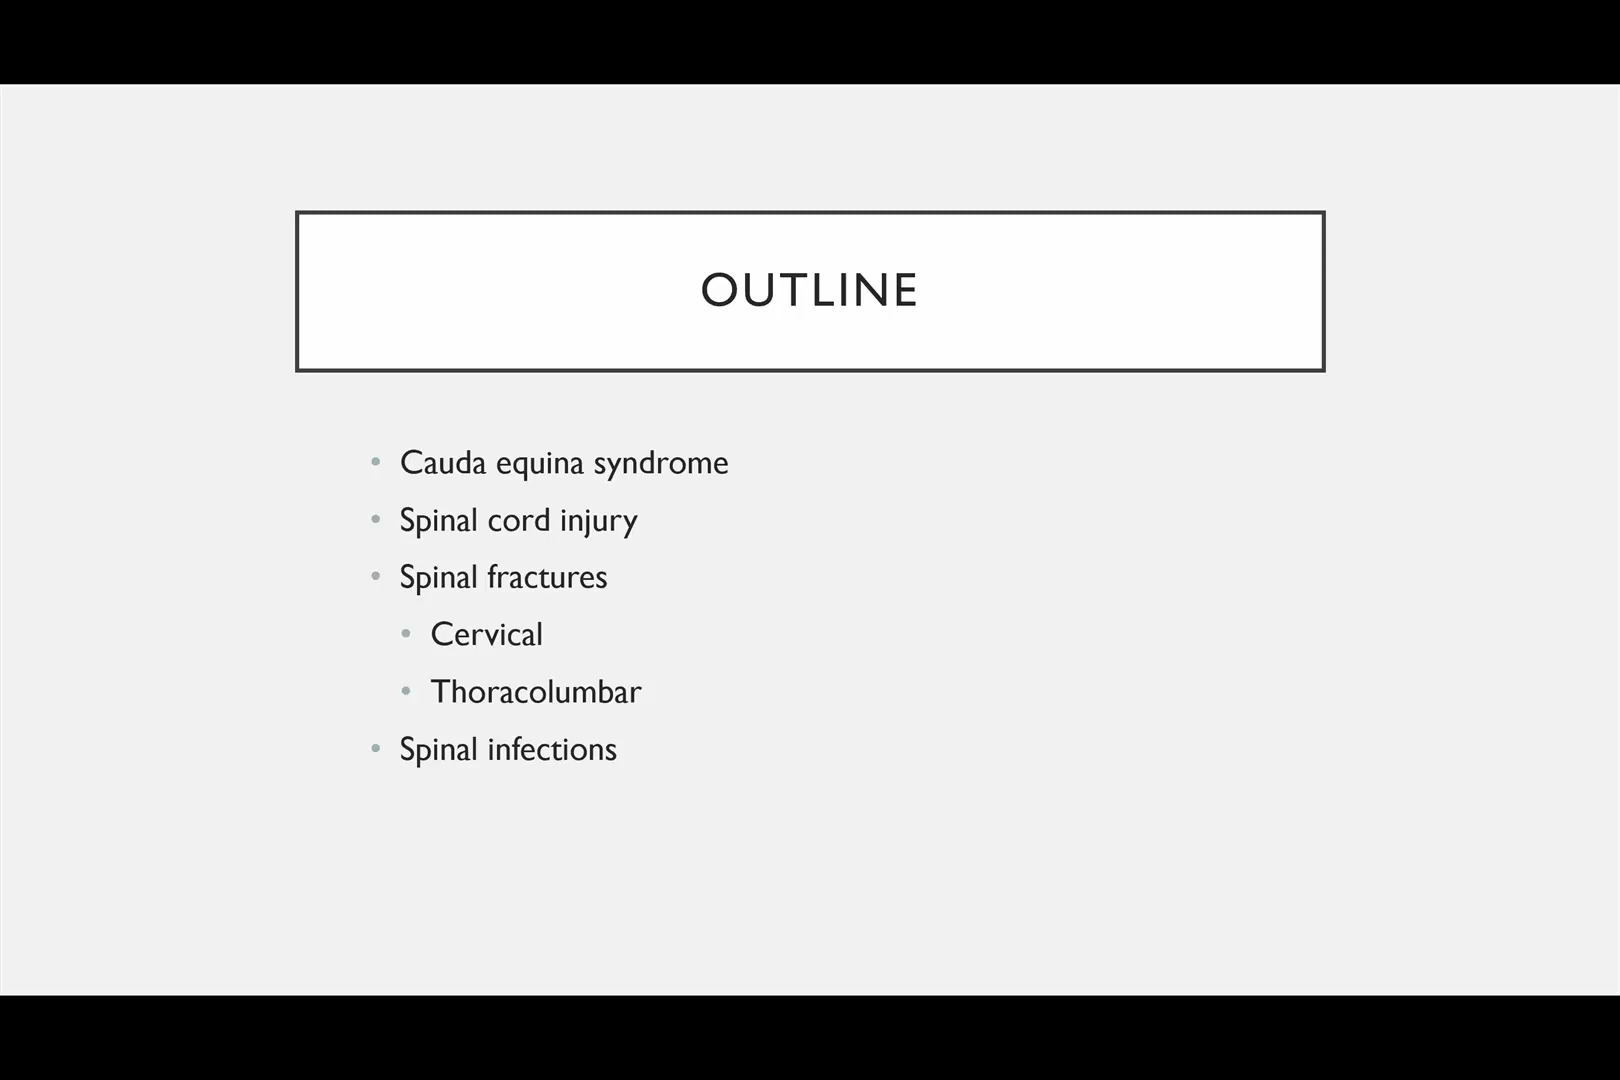 OUTLINE
• Cauda equina syndrome
• Spinal cord injury
• Spinal fractures
• Cervical
• Thoracolumbar
• Spinal infections